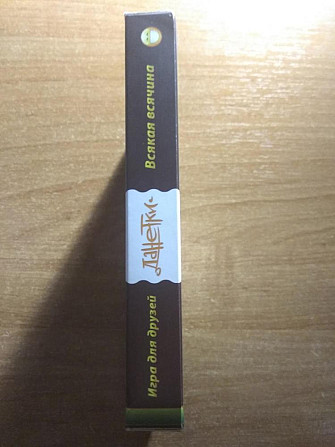 Игра для друзей
Данетки
Всякая всячина